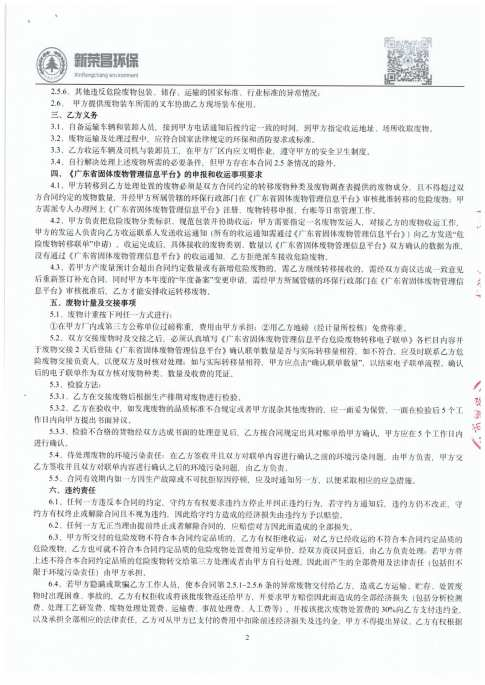 新荣昌环保
Xinrongchang environment
2.5.6、其他违反危险废物包装、储存、运输的国家标准、行业标准的异常情况;
2.6、 甲方提供废物装车所需的叉车协助乙方现场装车使用。
三、乙方义务
3.1、自备运输车辆和装卸人员,接到甲方电话通知后按约定一致的时间,到甲方指定收运地址、场所收取废物。
3.2、废物运输及处理过程中,应符合国家法律规定的环保和消防要求或标准。
3.3、乙方收运车辆及司机与装卸员工,在甲方厂区内应文明作业,遵守甲方的安全卫生制度。
3.4、自行解决处理上述废物所需的必要条件,但甲方存在本合同 2.5 条情况的除外。
四、《广东省固体废物管理信息平台》的申报和收运事项要求
4.1、甲方转移到乙方处处置的废物必须是双方合同约定的转移废物种类及废物调查表提供的废物成分,且不得超过双
方合同约定的废物数量,并经甲方所属管辖的环保行政部门在《广东省固体废物管理信息平台》审核批准转移的危险废物;甲
方需派专人办理网上《广东省固体废物管理信息平台》注册、废物转移申报、台账等日常管理工作。
4.2、甲方负责把危险废物分类标识、规范包装并协助收运;甲方需要指定一名废物发运人,对接乙方的废物收运工作,
甲方的发运人负责向乙方收运联系人发送收运通知(所有的收运通知需通过《广东省固体废物管理信息平台》)向乙方发送“危
险废物转移联单”申请)。收运完成后,具体接收的废物类别、数量以《广东省固体废物管理信息平台》双方确认的数据为准。
没有通过《广东省固体废物管理信息平台》的收运通知,乙方拒绝派车接收危险废物。
4.3、若甲方产废量预计会超出合同约定数量或有新增危险废物的,需乙方继续转移接收的,需经双方商议达成一致意见
后重新签订补充合同,同时甲方本年度的“年度备案”变更申请,需经甲方所属管辖的环保行政部门在《广东省固体废物管理信
息平台》审核批准后,乙方才能安排收运转移废物。
五、废物计量及交接事项
5.1、废物计重按下列任一方式进行:
①在甲方厂内或第三方公称单位过磅称重,费用由甲方承担;②用乙方地磅(经计量所校核)免费称重。
5.2、双方交接废物时及交接之后,必须认真填写《广东省固体废物管理信息平台危险废物转移电子联单》各栏目内容并
于废物交接 2 天后登陆《广东省固体废物管理信息平台》确认联单数量是否与实际转移量相符,如不符合,应及时联系乙方危
险废物交接负责人,以便双方及时核对处理;如与实际转移量相符,甲方应点击“确认联单数量”,以结束电子联单流程。确认
后的电子联单作为双方核对废物种类、数量及收费的凭证。
5.3、检验方法:
5.3.1、乙方在交接废物后根据生产排期对废物进行检验。
5.3.2、乙方在验收中,如发现废物的品质标准不合规定或者甲方混杂其他废物的,应一面妥为保管,一面在检验后 5 个工
作日内向甲方提出书面异议。
5.3.3、检验不合格的货物经双方达成书面的处理意见后,乙方按合同规定出具对账单给甲方确认,甲方应在 5 个工作日内
进行确认。
5.4、待处理废物的环境污染责任:在乙方签收并且双方对联单内容进行确认之前的环境污染问题,由甲方负责,甲方交
乙方签收并且双方对联单内容进行确认之后的环境污染问题,由乙方负责。
5.5、合同有效期内如一方因生产故障或不可抗拒原因停顿,应及时通知另一方,以便采取相应的应急措施。
六、违约责任
6.1、任何一方违反本合同的约定,守约方有权要求违约方停止并纠正违约行为,若守约方通知后,违约方仍不改正,守
约方有权终止或解除合同且不视为违约,因此给守约方造成的经济损失由违约方予以赔偿。
6.2、任何一方无正当理由提前终止或者解除合同的,应赔偿对方因此而造成的全部损失。
6.3、甲方所交付的危险废物不符合本合同约定品质的,乙方有权拒绝收运;对乙方已经收运的不符合本合同约定品质的
危险废物,乙方也可就不符合本合同约定品质的危险废物处置费用另定单价,经双方商议同意后,由乙方负责处理;若甲方将
上述不符合本合同约定品质的危险废物转交给第三方处理或者由甲方自行处理,因此而产生的全部费用及法律责任(包括但不
限于环境污染责任)由甲方承担。
6.4、若甲方隐瞒或欺骗乙方工作人员,使本合同第 2.5.1–2.5.6 条的异常废物交付给乙方,造成乙方运输、贮存、处置废
物时出现困难、事故的,乙方有权拒收或将该批废物返还给甲方,并要求甲方赔偿因此而造成的全部经济损失(包括分析检测
费、处理工艺研发费、废物处理处置费、运输费、事故处理费、人工费等),并按该批次废物处置费的 30%向乙方支付违约金,
以及承担全部相应的法律责任,乙方可从甲方已支付的费用中扣除前述经济损失及违约金,甲方不得提出异议。乙方有权根据
2